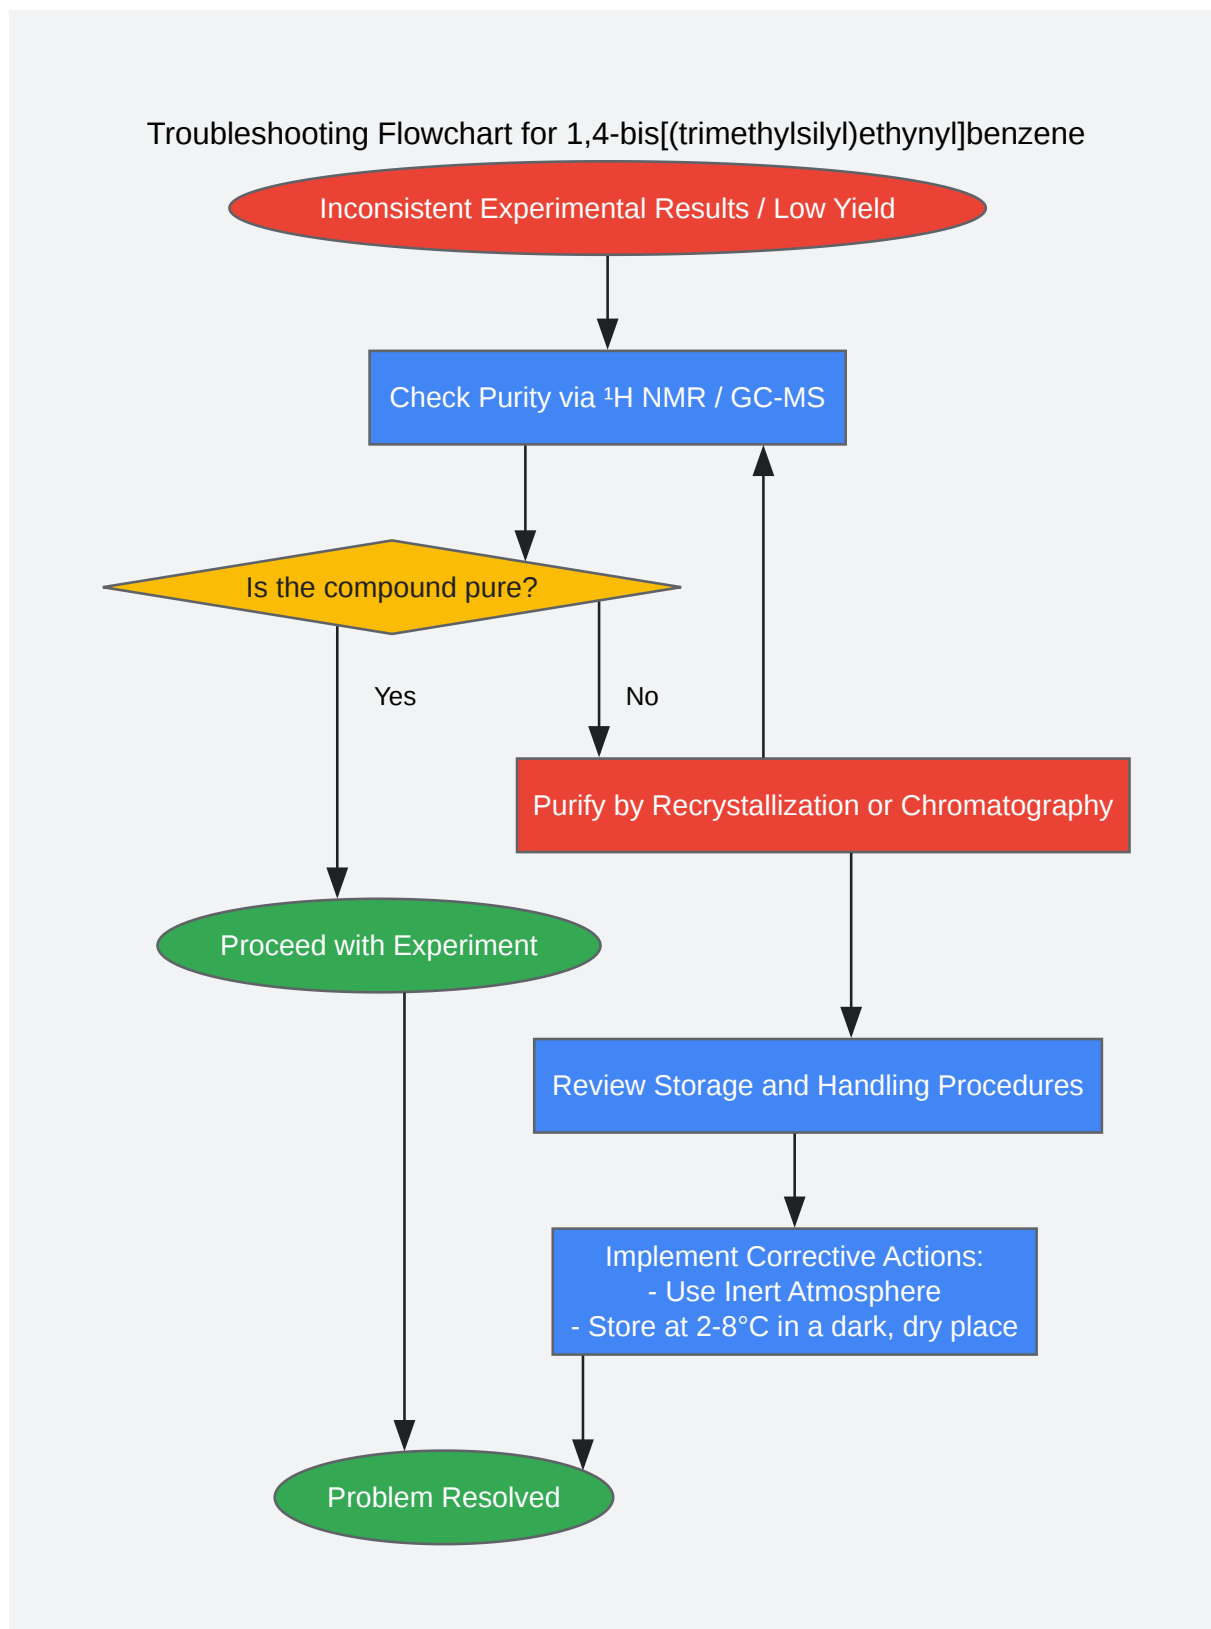 Troubleshooting Flowchart for 1,4-bis[(trimethylsilyl)ethynyl]benzene
Inconsistent Experimental Results / Low Yield
Check Purity via ¹H NMR / GC-MS
Is the compound pure?
Yes
No
Purify by Recrystallization or Chromatography
Proceed with Experiment
Review Storage and Handling Procedures
Implement Corrective Actions:
- Use Inert Atmosphere
- Store at 2-8°C in a dark, dry place
Problem Resolved